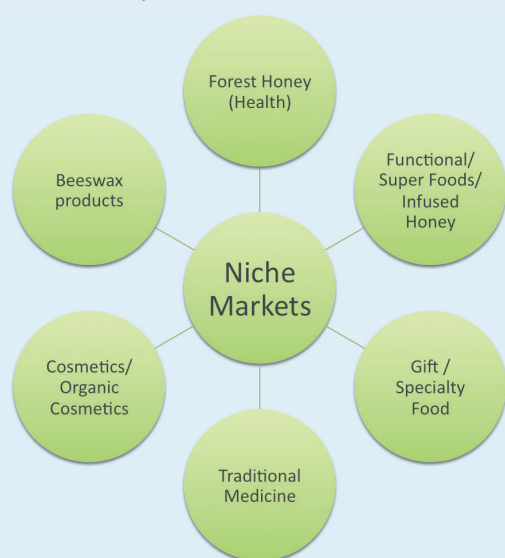 Forest Honey
(Health)
Functional/
Super Foods/
Infused
Honey
Gift /
Specialty
Food
Traditional
Medicine
Cosmetics/
Organic
Cosmetics
Beeswax
products
Niche
Markets